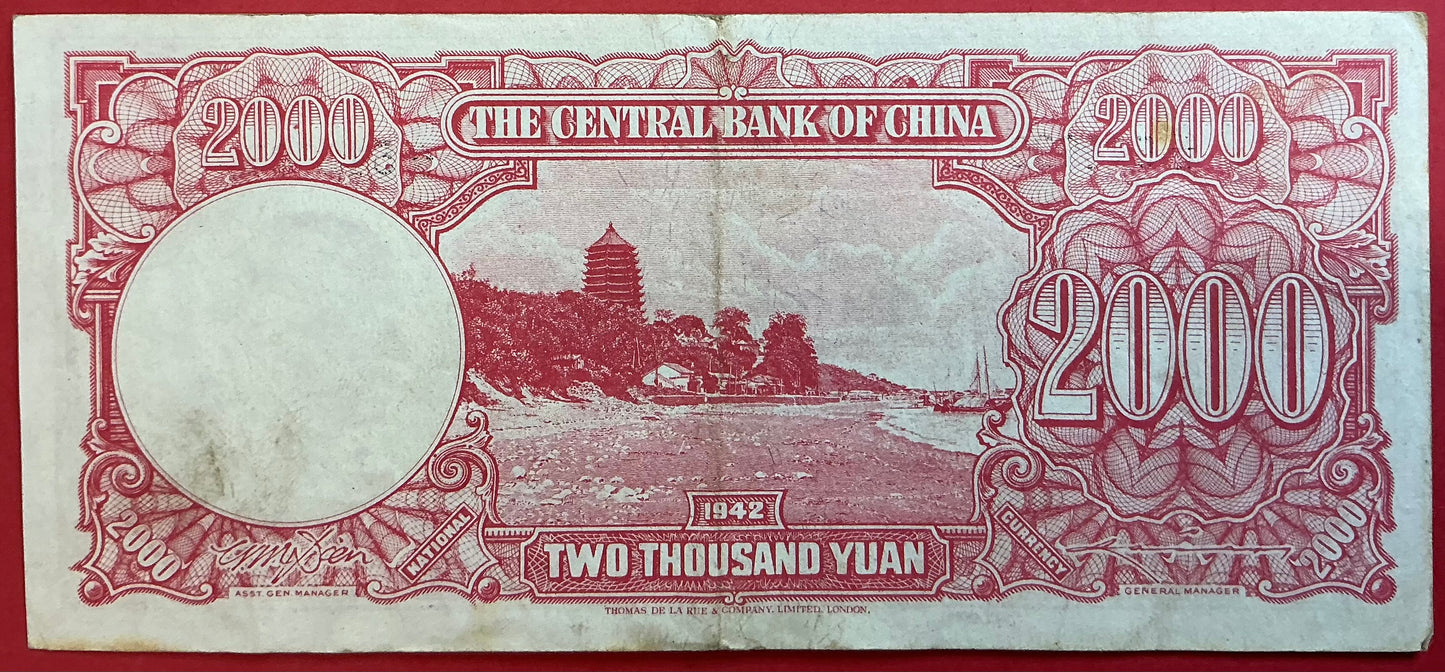 2000
THE CENTRAL BANK OF CHINA
2000
2000
1942
2000
NATIONAL
TWO THOUSAND YUAN
CURRENCY
2000
ASST. GEN. MANAGER
GENERAL MANAGER
THOMAS DE LA RUE & COMPANY, LIMITED, LONDON.